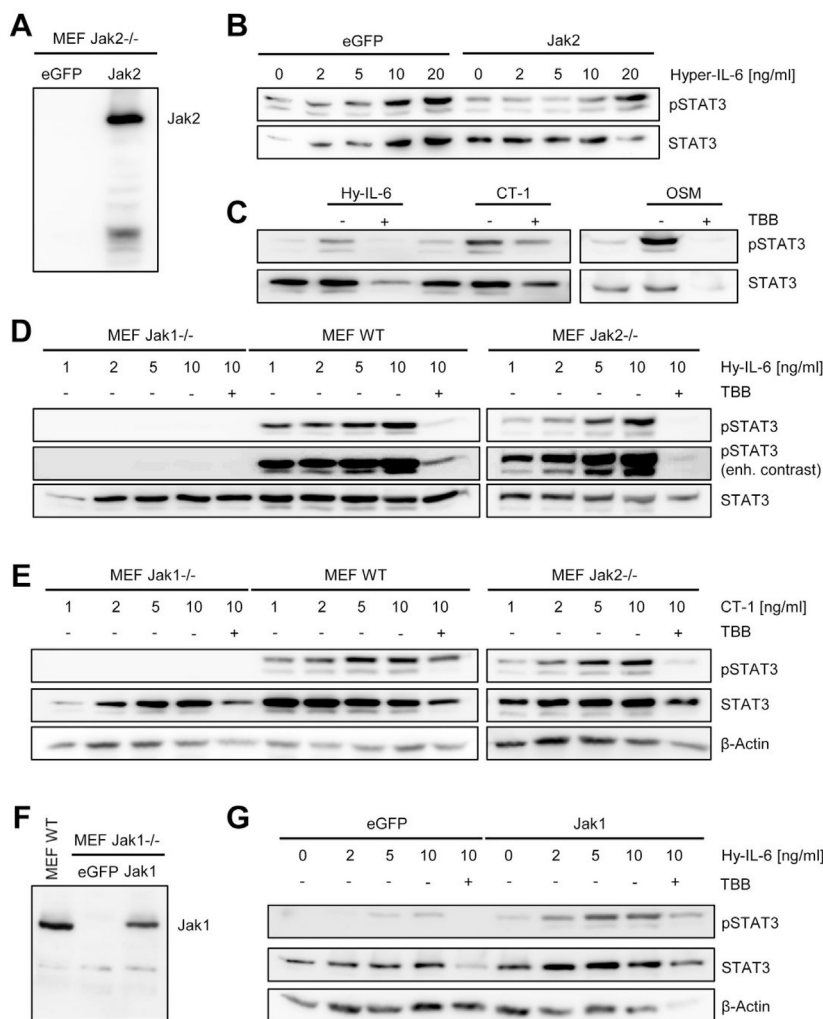 A
MEF Jak2-/-
eGFP Jak2
Jak2
B
eGFP Jak2
0 2 5 10 20 0 2 5 10 20 Hyper-IL-6 [ng/ml]
pSTAT3
STAT3
C
Hy-IL-6 CT-1 OSM
- + - + - + TBB
pSTAT3
STAT3
D
MEF Jak1-/- MEF WT MEF Jak2-/-
1 2 5 10 10 1 2 5 10 10 1 2 5 10 10 Hy-IL-6 [ng/ml]
- - - - + - - - - + - - - - + TBB
pSTAT3
pSTAT3
(enh. contrast)
STAT3
E
MEF Jak1-/- MEF WT MEF Jak2-/-
1 2 5 10 10 1 2 5 10 10 1 2 5 10 10 CT-1 [ng/ml]
- - - - + - - - - + - - - - + TBB
pSTAT3
STAT3
β-Actin
F
MEF WT
MEF Jak1-/-
eGFP Jak1
Jak1
G
eGFP Jak1
0 2 5 10 10 0 2 5 10 10 Hy-IL-6 [ng/ml]
- - - - + - - - - + TBB
pSTAT3
STAT3
β-Actin